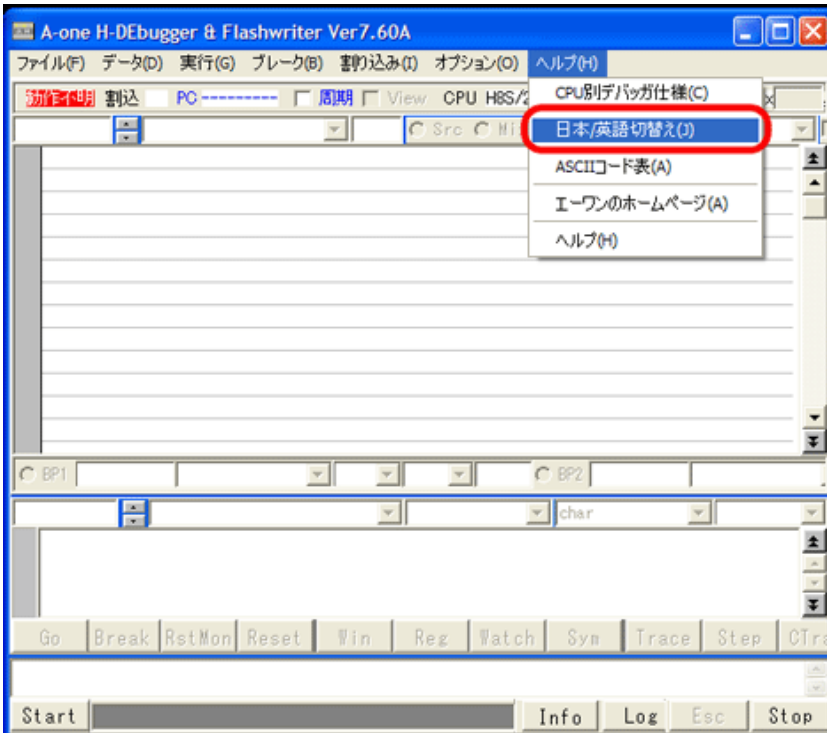 A-one H-DEbugger & Flashwriter Ver7.60A
ファイル(F) データ(D) 実行(G) ブレーク(B) 割り込み(I) オプション(O) ヘルプ(H)
動作不明 割込 PC --------- 周期 View CPU H8S/2
CPU別デバッガ仕様(C)
Src
日本/英語切替え(J)
ASCIIコード表(A)
エーワンのホームページ(A)
ヘルプ(H)
BP1 BP2
char
Go Break RstMon Reset Win Reg Watch Sym Trace Step CTra
Start Info Log Esc Stop